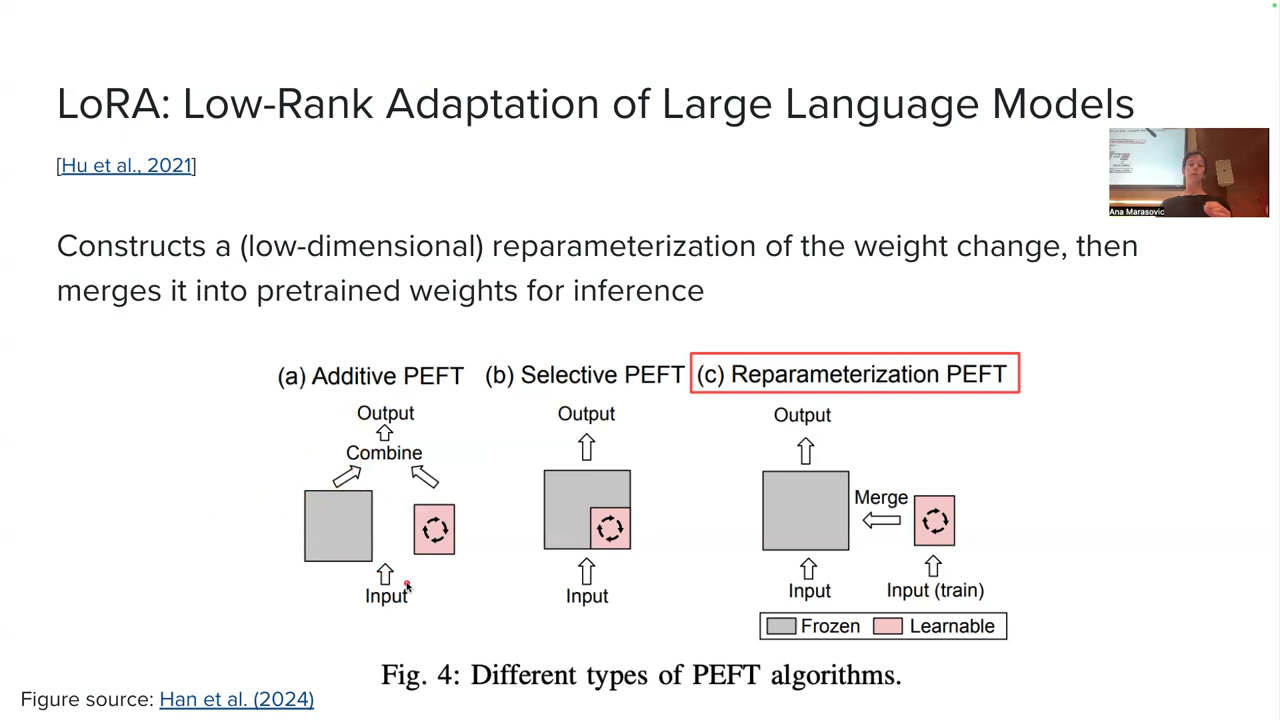 LoRA: Low-Rank Adaptation of Large Language Models
[Hu et al., 2021]
Ana Marasovic
Constructs a (low-dimensional) reparameterization of the weight change, then
merges it into pretrained weights for inference
(a) Additive PEFT (b) Selective PEFT (c) Reparameterization PEFT
Output Output Output
Combine
Merge
Input Input Input Input (train)
Frozen Learnable
Fig. 4: Different types of PEFT algorithms.
Figure source: Han et al. (2024)